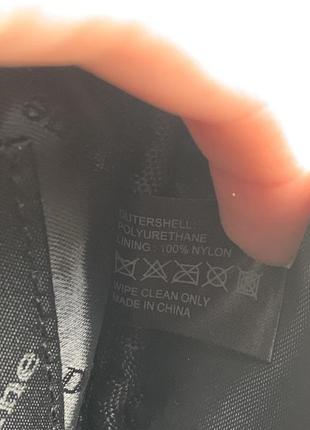 OUTERSHELL:
POLYURETHANE
LINING: 100% NYLON
WIPE CLEAN ONLY
MADE IN CHINA